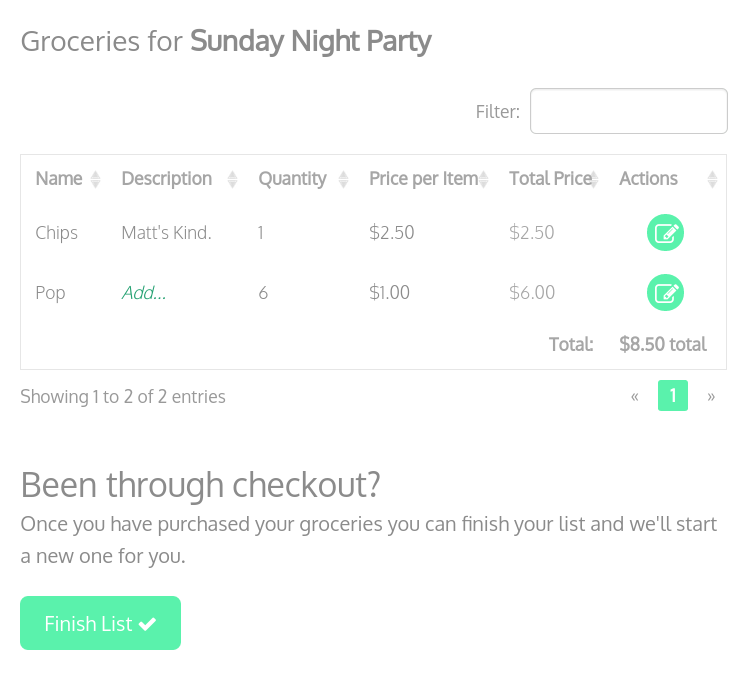 Groceries for Sunday Night Party
Filter:
Name Description Quantity Price per Item Total Price Actions
Chips Matt's Kind. 1 $2.50 $2.50
Pop Add... 6 $1.00 $6.00
Total: $8.50 total
Showing 1 to 2 of 2 entries « 1 »
Been through checkout?
Once you have purchased your groceries you can finish your list and we'll start
a new one for you.
Finish List